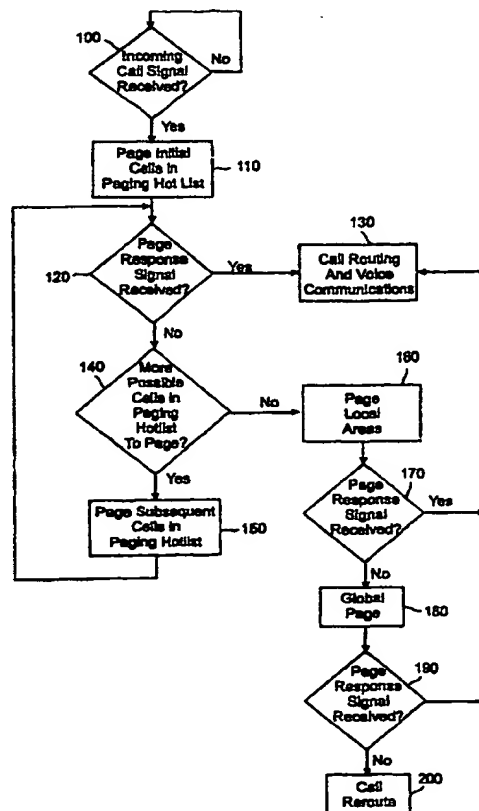 100
Incoming
Call Signal
Received?
No
Yes
Page Initial
Cells in
Paging Hot List
110
Page
Response
Signal
Received?
120
Yes
130
Call Routing
And Voice
Communications
No
140
More
Possible
Cells in
Paging
Hotlist
To Page?
No
160
Page
Local
Areas
Yes
Page Subsequent
Cells in
Paging Hotlist
150
170
Page
Response
Signal
Received?
Yes
No
Global
Page
180
190
Page
Response
Signal
Received?
No
Call
Reroute
200